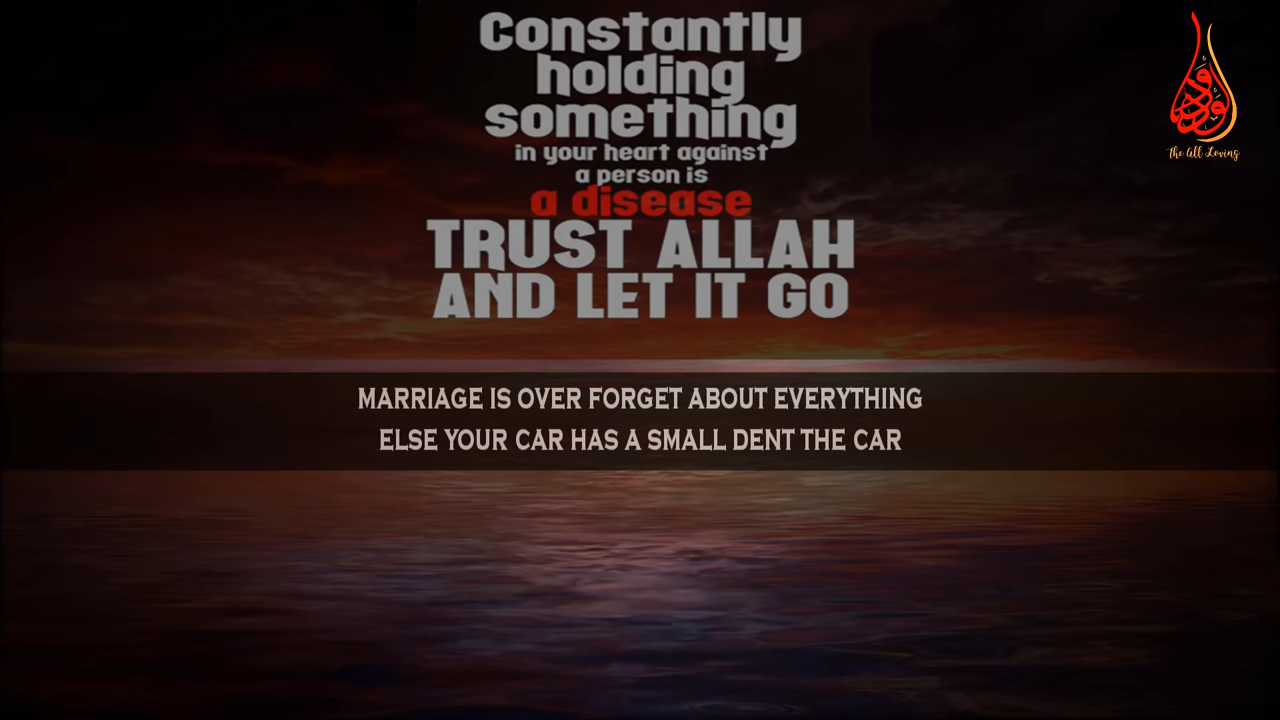 Constantly
holding
something
in your heart against
a person is
a disease
TRUST ALLAH
AND LET IT GO
الودود
The All Loving
MARRIAGE IS OVER FORGET ABOUT EVERYTHING
ELSE YOUR CAR HAS A SMALL DENT THE CAR